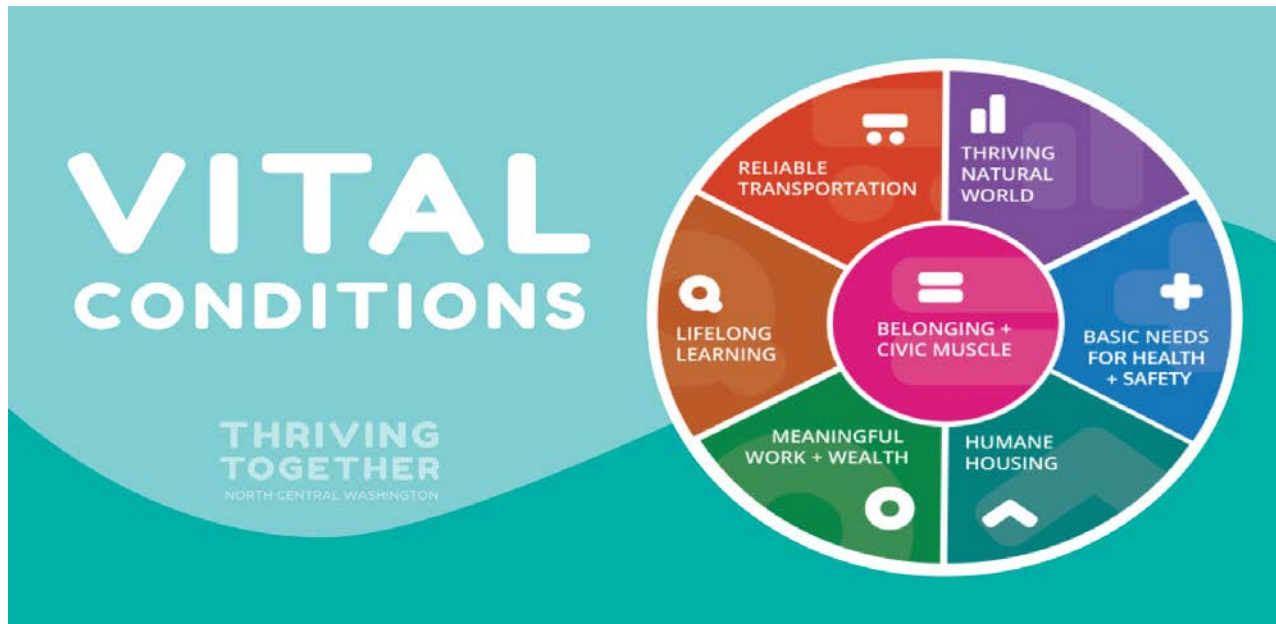 VITAL
CONDITIONS
THRIVING
TOGETHER
NORTH CENTRAL WASHINGTON
RELIABLE
TRANSPORTATION
THRIVING
NATURAL
WORLD
LIFELONG
LEARNING
BELONGING +
CIVIC MUSCLE
BASIC NEEDS
FOR HEALTH
+ SAFETY
MEANINGFUL
WORK + WEALTH
HUMANE
HOUSING